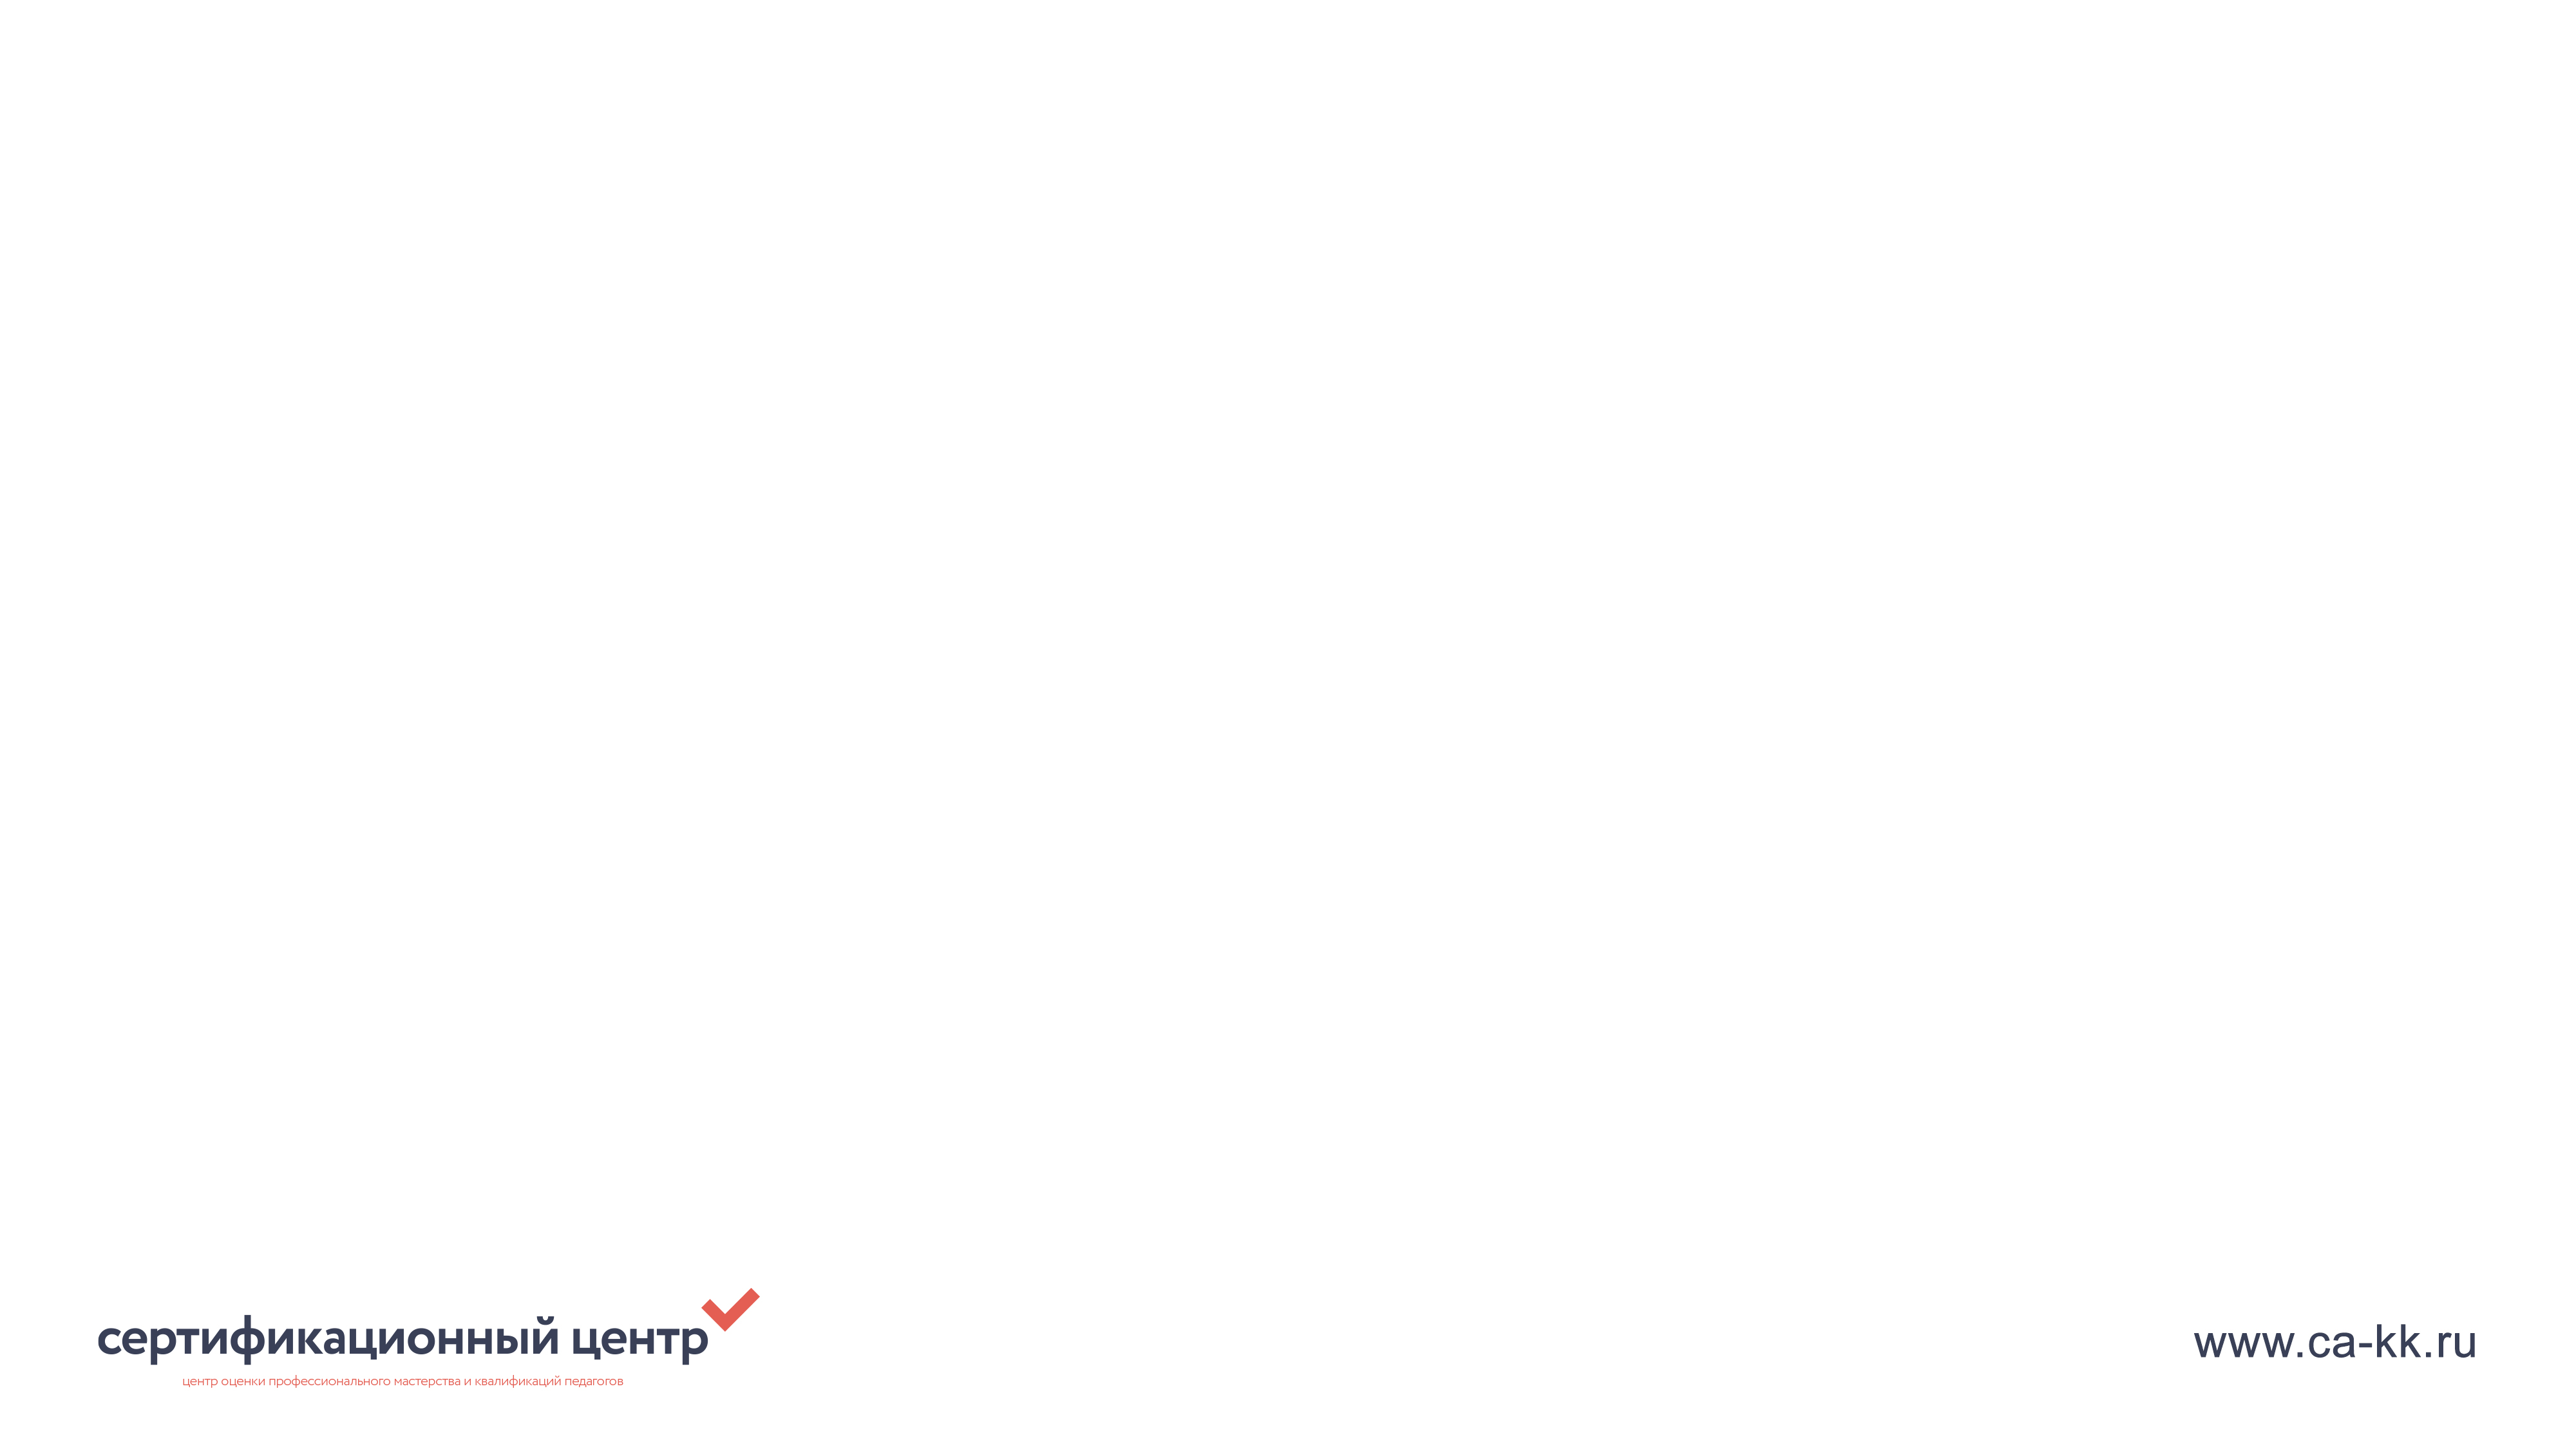 сертификационный центр
центр оценки профессионального мастерства и квалификаций педагогов
www.ca-kk.ru